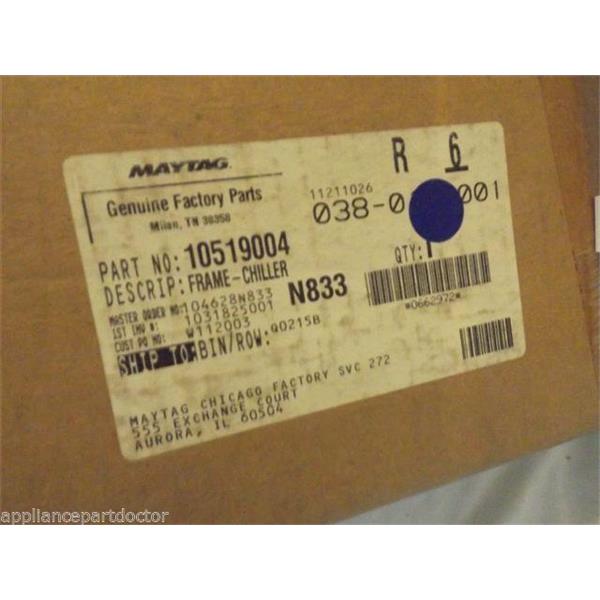 MAYTAG
Genuine Factory Parts
Milan, TN 38358
R 6
11211026
038-0 001
PART NO: 10519004
DESCRIP: FRAME-CHILLER
QTY:
MASTER ORDER NO: 104628N833
N833
1ST INV #: 1031825001
CUST PO NO: W112003
*0662972*
SHIP TO: BIN/ROW: Q0215B
MAYTAG CHICAGO FACTORY SVC 272
555 EXCHANGE COURT
AURORA, IL 60504
appliancepartdoctor